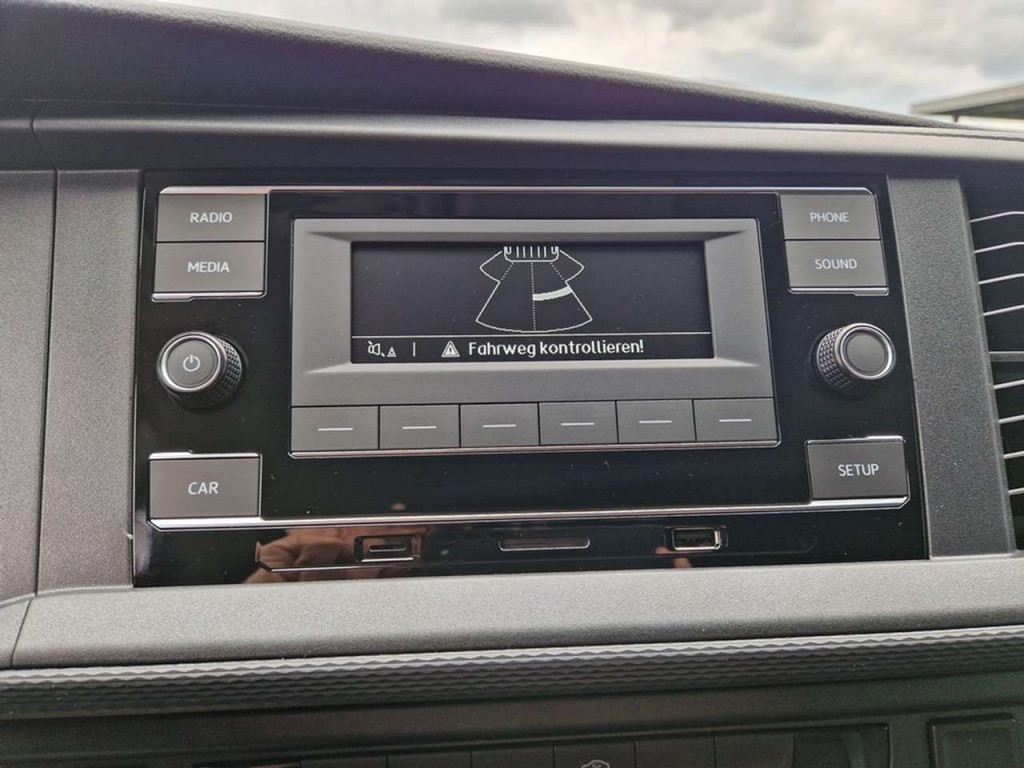 RADIO
PHONE
MEDIA
SOUND
Fahrweg kontrollieren!
CAR
SETUP